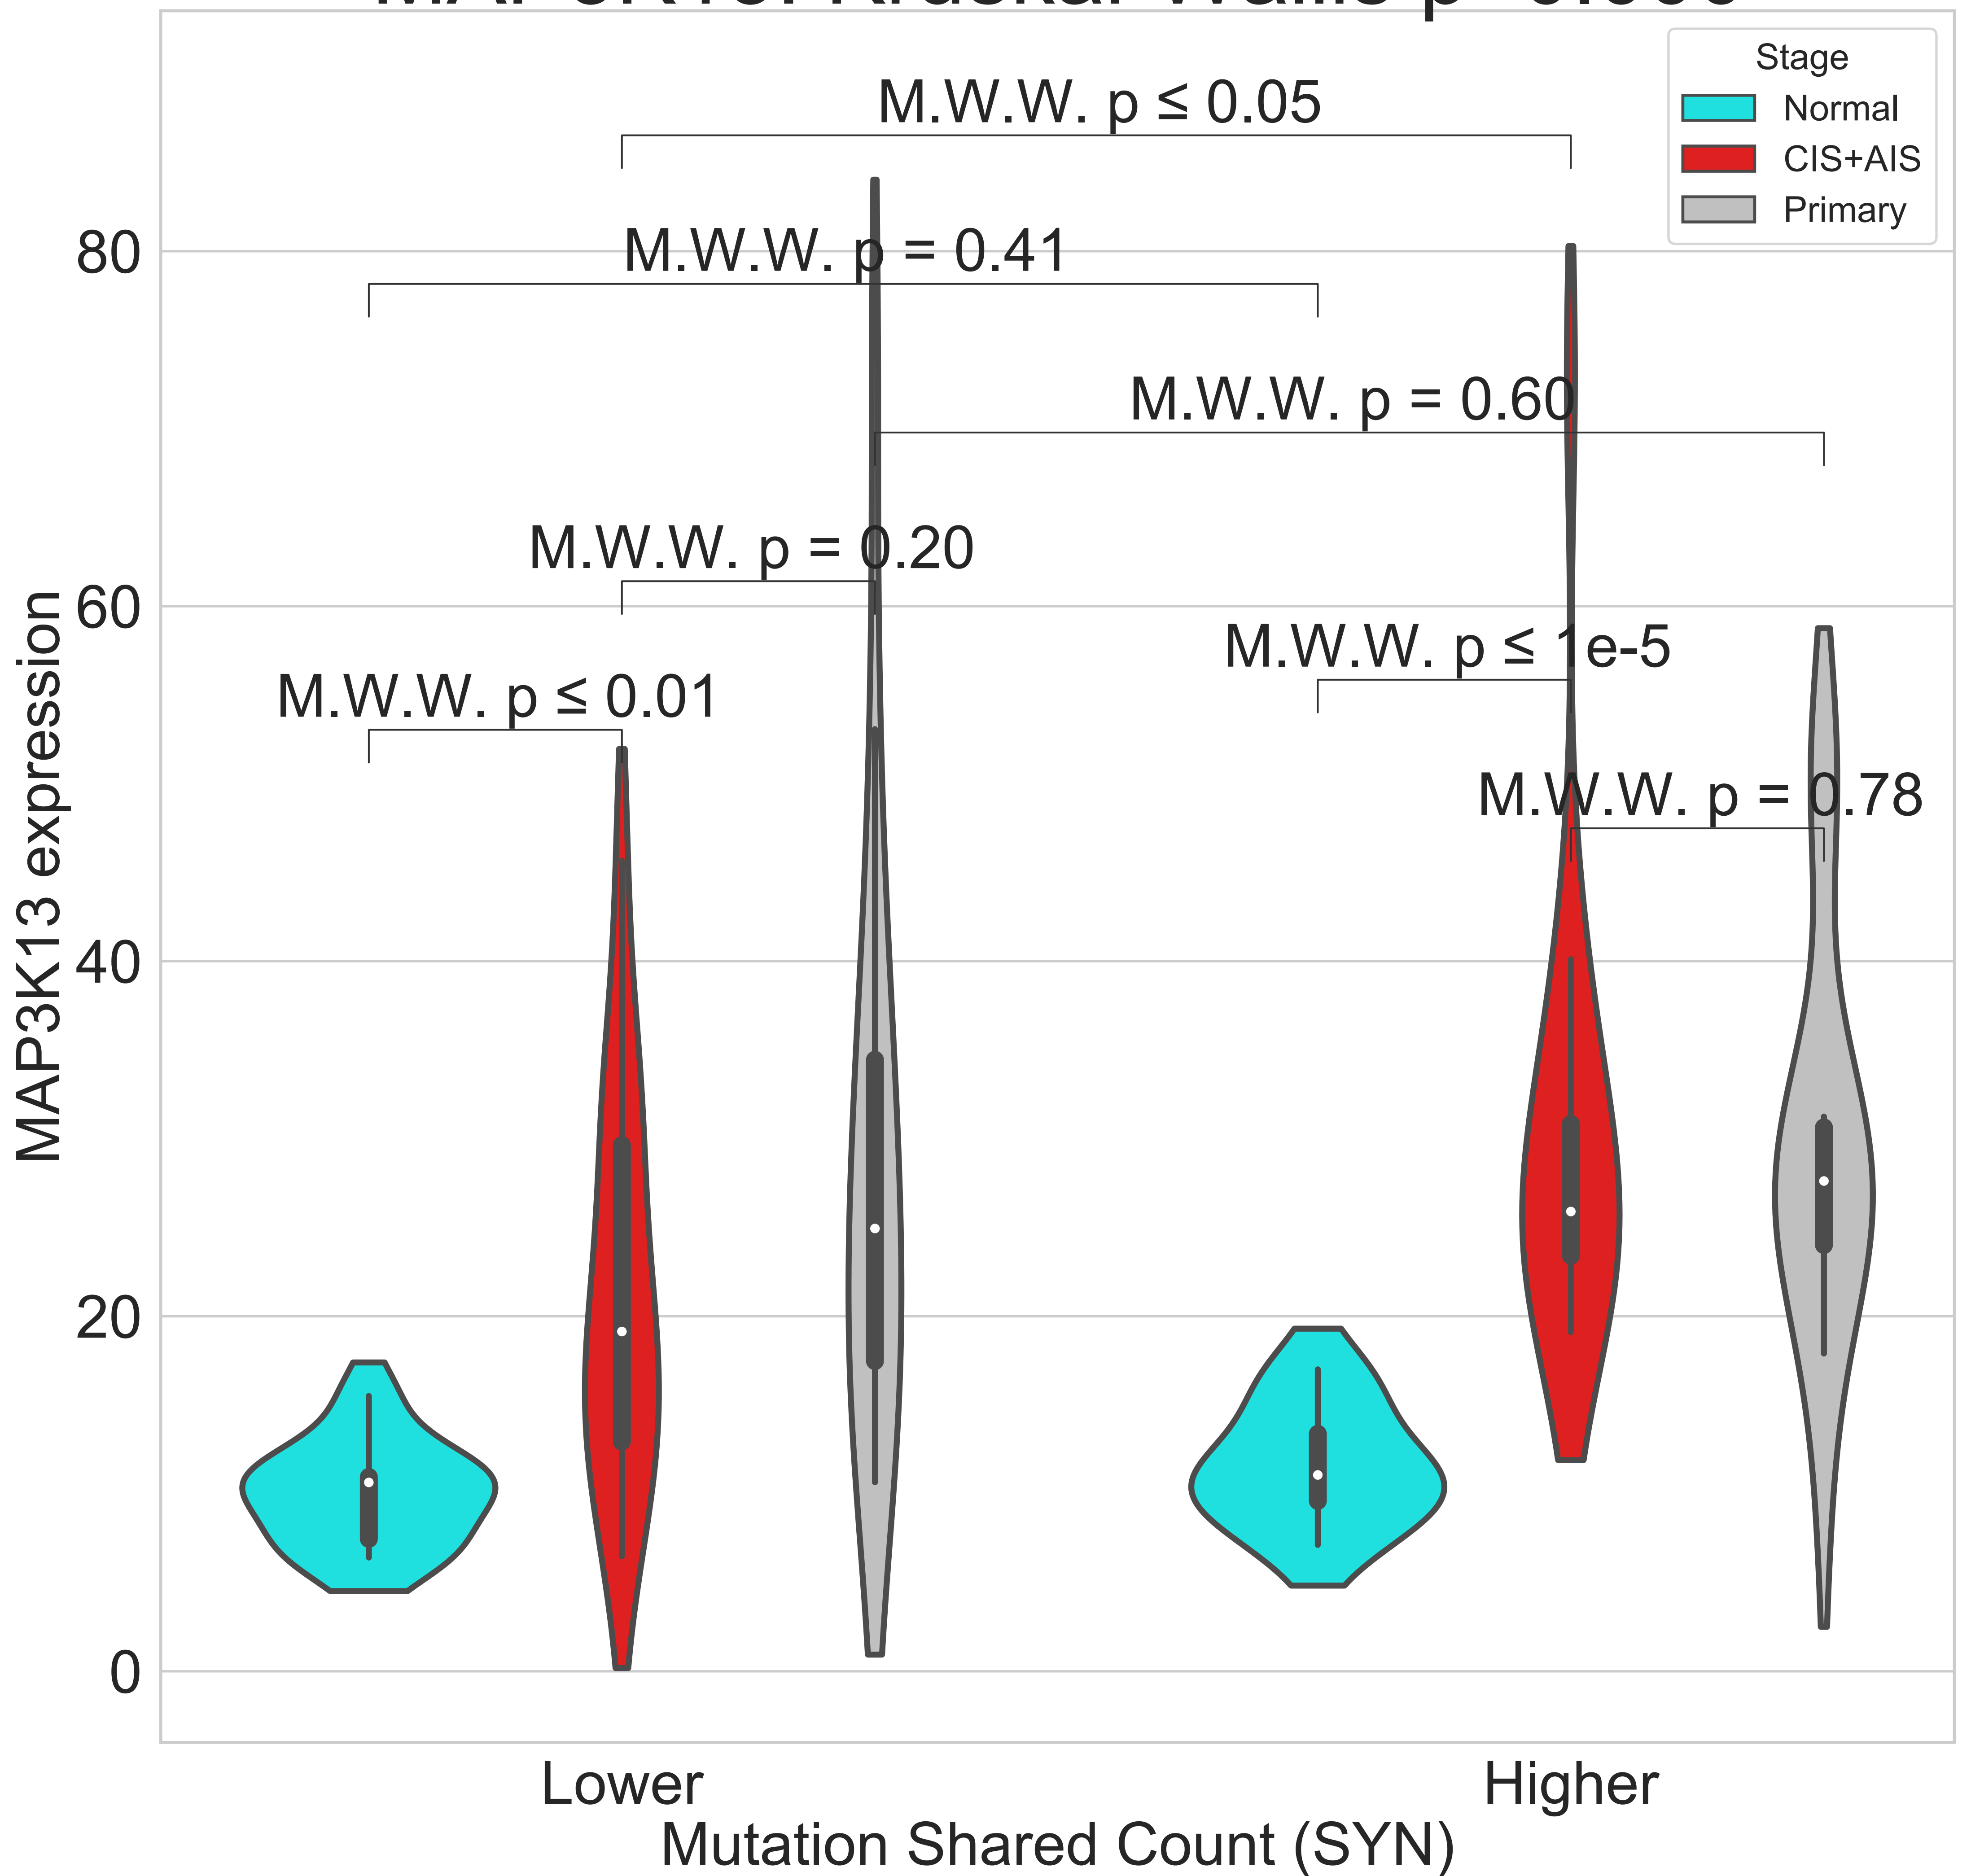 Stage
Normal
CIS+AIS
Primary
M.W.W. p ≤ 0.05
M.W.W. p = 0.41
M.W.W. p = 0.60
M.W.W. p = 0.20
M.W.W. p ≤ 1e-5
M.W.W. p ≤ 0.01
M.W.W. p = 0.78
MAP3K13 expression
80
60
40
20
0
Lower
Higher
Mutation Shared Count (SYN)